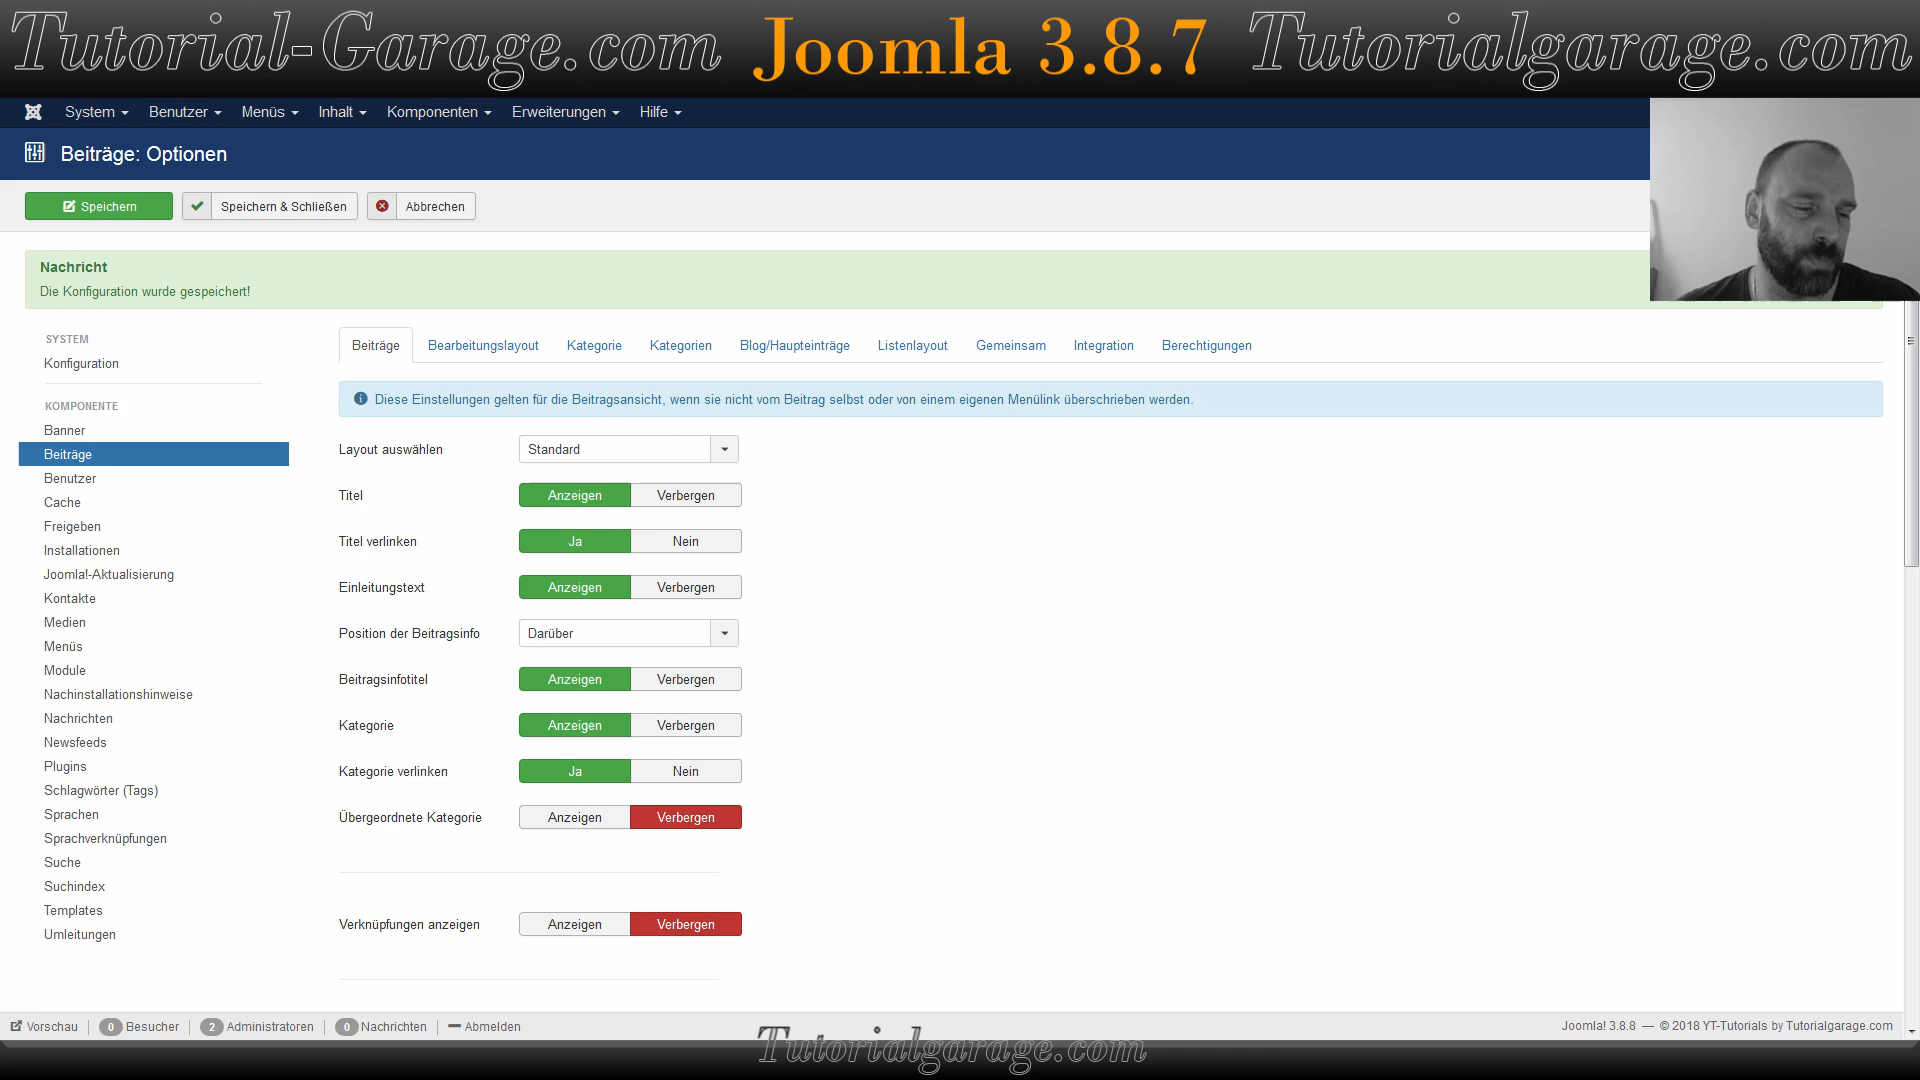 Tutorial-Garage.com Joomla 3.8.7 Tutorialgarage.com
System Benutzer Menüs Inhalt Komponenten Erweiterungen Hilfe
Beiträge: Optionen
Speichern Speichern & Schließen Abbrechen
Nachricht
Die Konfiguration wurde gespeichert!
SYSTEM
Konfiguration
KOMPONENTE
Banner
Beiträge
Benutzer
Cache
Freigeben
Installationen
Joomla!-Aktualisierung
Kontakte
Medien
Menüs
Module
Nachinstallationshinweise
Nachrichten
Newsfeeds
Plugins
Schlagwörter (Tags)
Sprachen
Sprachverknüpfungen
Suche
Suchindex
Templates
Umleitungen
Beiträge Bearbeitungslayout Kategorie Kategorien Blog/Haupteinträge Listenlayout Gemeinsam Integration Berechtigungen
Diese Einstellungen gelten für die Beitragsansicht, wenn sie nicht vom Beitrag selbst oder von einem eigenen Menülink überschrieben werden.
Layout auswählen Standard
Titel Anzeigen Verbergen
Titel verlinken Ja Nein
Einleitungstext Anzeigen Verbergen
Position der Beitragsinfo Darüber
Beitragsinfotitel Anzeigen Verbergen
Kategorie Anzeigen Verbergen
Kategorie verlinken Ja Nein
Übergeordnete Kategorie Anzeigen Verbergen
Verknüpfungen anzeigen Anzeigen Verbergen
Vorschau 0 Besucher 2 Administratoren 0 Nachrichten Abmelden
Joomla! 3.8.8 — © 2018 YT-Tutorials by Tutorialgarage.com
Tutorialgarage.com